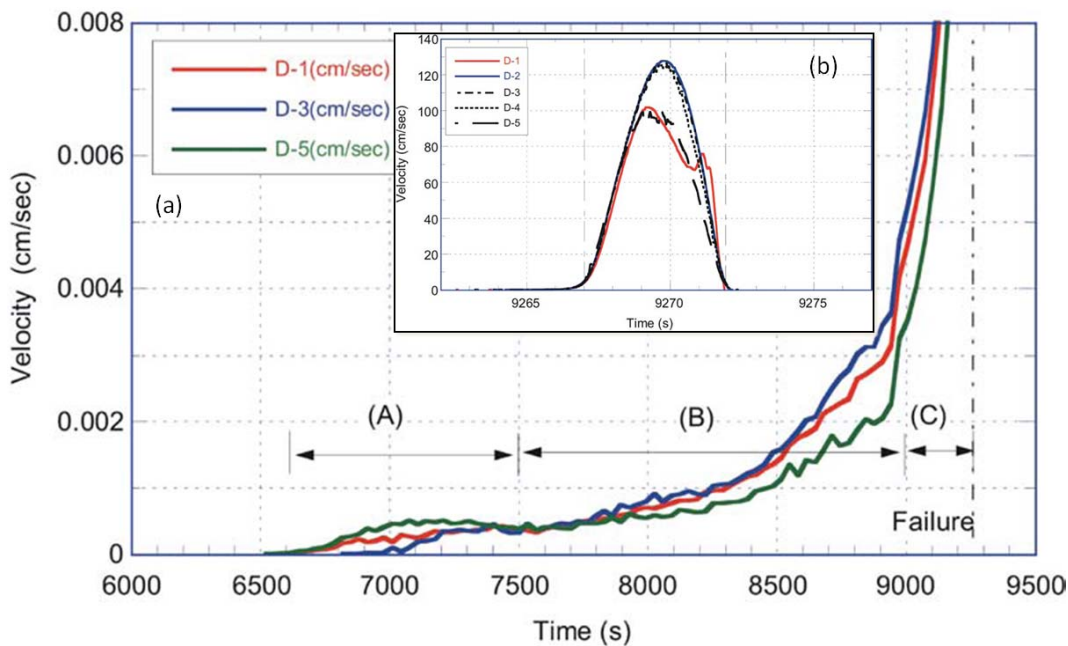 0.008
0.006
0.004
0.002
0
Velocity (cm/sec)
D-1(cm/sec)
D-3(cm/sec)
D-5(cm/sec)
(a)
140
120
100
80
60
40
20
0
Velocity (cm/sec)
D-1
D-2
D-3
D-4
D-5
(b)
9265 9270 9275
Time (s)
(A) (B) (C)
Failure
6000 6500 7000 7500 8000 8500 9000 9500
Time (s)